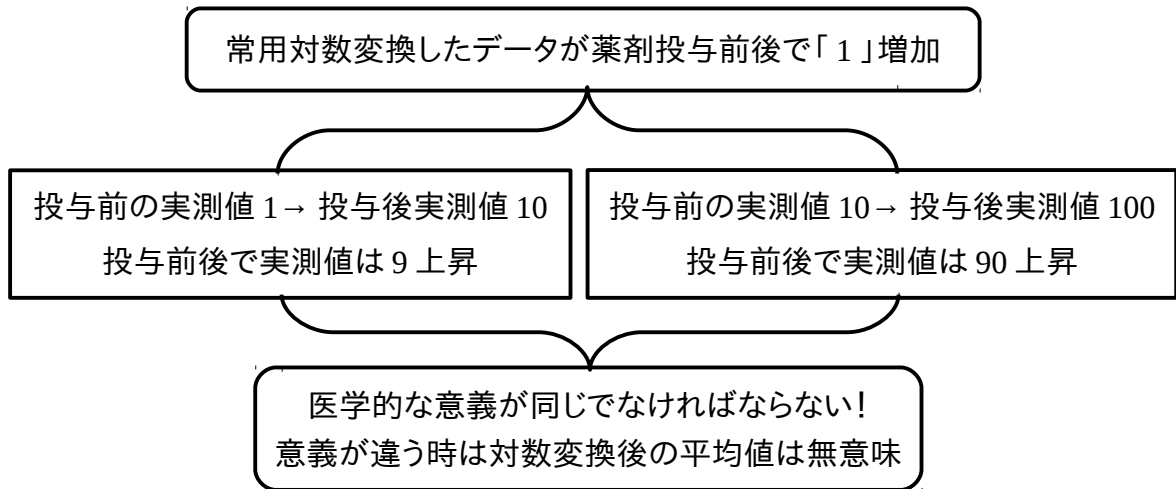 常用対数変換したデータが薬剤投与前後で「1」増加
投与前の実測値 1→ 投与後実測値 10
投与前後で実測値は 9 上昇
投与前の実測値 10→ 投与後実測値 100
投与前後で実測値は 90 上昇
医学的な意義が同じでなければならない！
意義が違う時は対数変換後の平均値は無意味